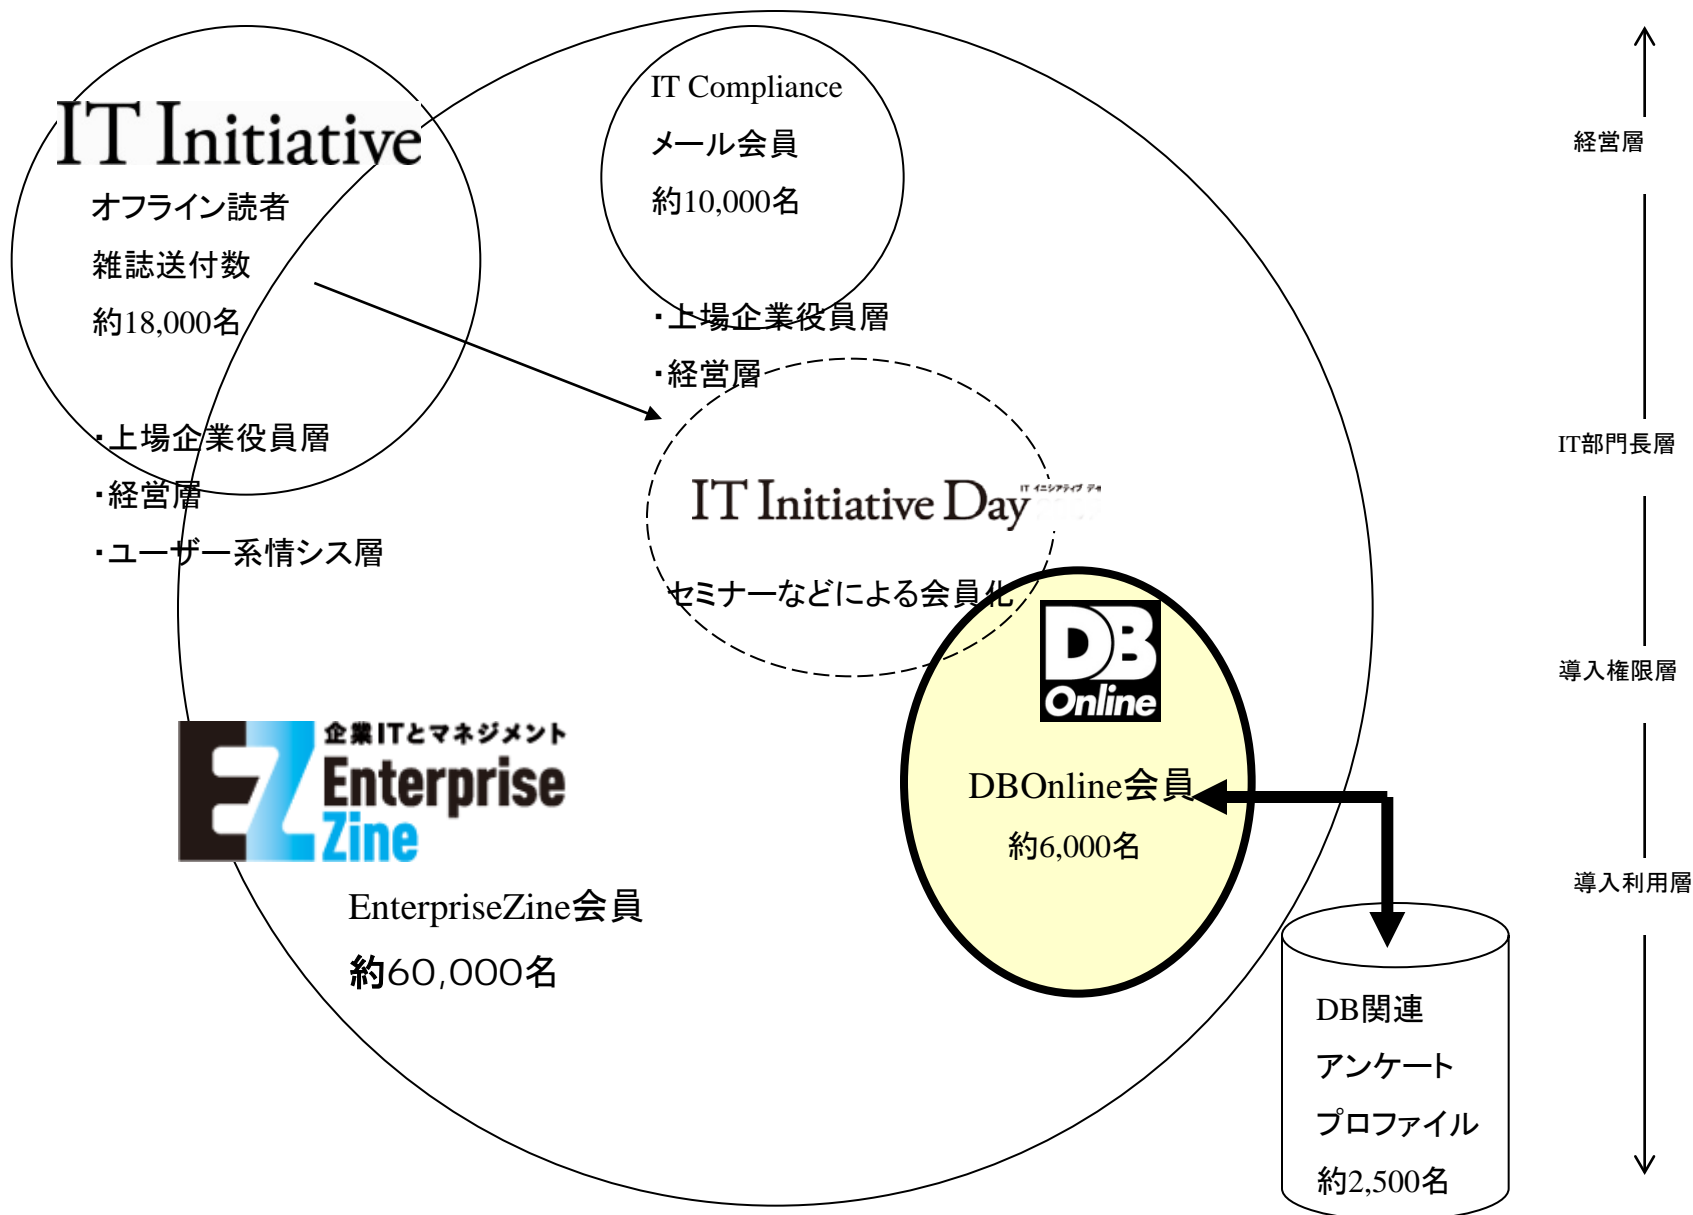 IT Initiative
オフライン読者
雑誌送付数
約18,000名
・上場企業役員層
・経営層
・ユーザー系情シス層
IT Compliance
メール会員
約10,000名
・上場企業役員層
・経営層
IT Initiative Day
IT イニシアティブ デ
セミナーなどによる会員化
DB
Online
DBOnline会員
約6,000名
EZ
企業ITとマネジメント
Enterprise
Zine
EnterpriseZine会員
約60,000名
DB関連
アンケート
プロファイル
約2,500名
経営層
IT部門長層
導入権限層
導入利用層